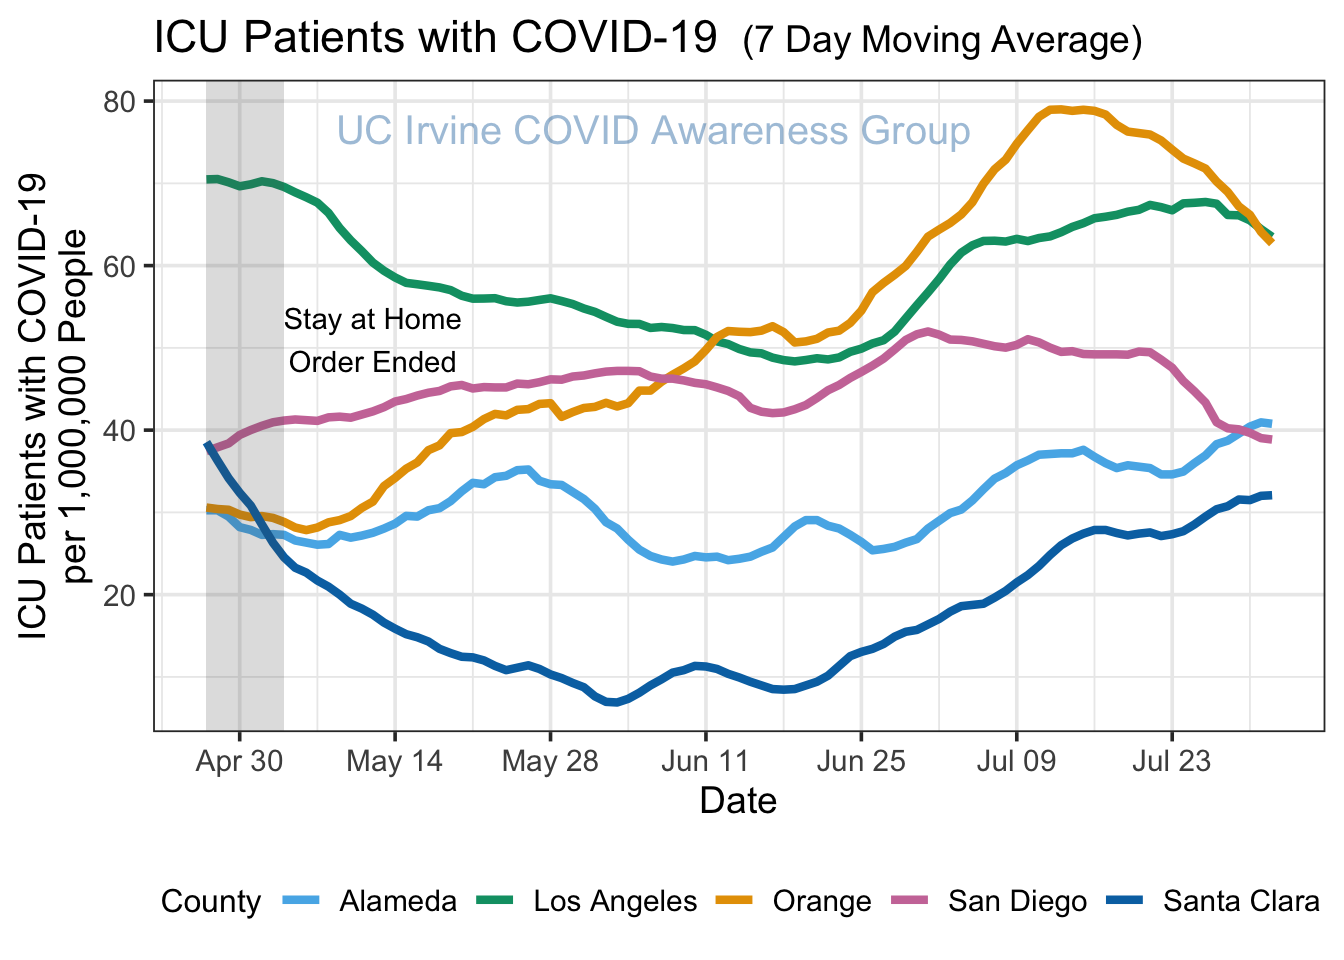 ICU Patients with COVID-19 (7 Day Moving Average)
UC Irvine COVID Awareness Group
Stay at Home
Order Ended
ICU Patients with COVID-19
per 1,000,000 People
80
60
40
20
Apr 30 May 14 May 28 Jun 11 Jun 25 Jul 09 Jul 23
Date
County Alameda Los Angeles Orange San Diego Santa Clara